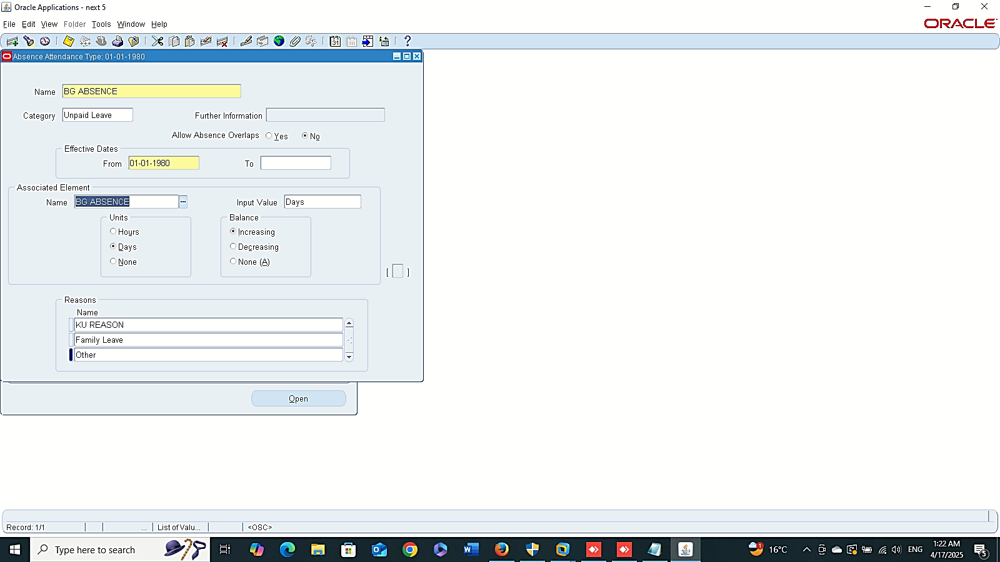 Oracle Applications - next 5
File Edit View Folder Tools Window Help
ORACLE
31 ?
Absence Attendance Type: 01-01-1980
Name BG ABSENCE
Category Unpaid Leave Further Information
Allow Absence Overlaps Yes No
Effective Dates
From 01-01-1980 To
Associated Element
Name BG ABSENCE ... Input Value Days
Units Balance
Hours Increasing
Days Decreasing
None None (A)
[ ]
Reasons
Name
KU REASON
Family Leave
Other
Open
Record: 1/1 ... List of Valu... <OSC>
Type here to search 16°C ENG 1:22 AM
4/17/2025 5